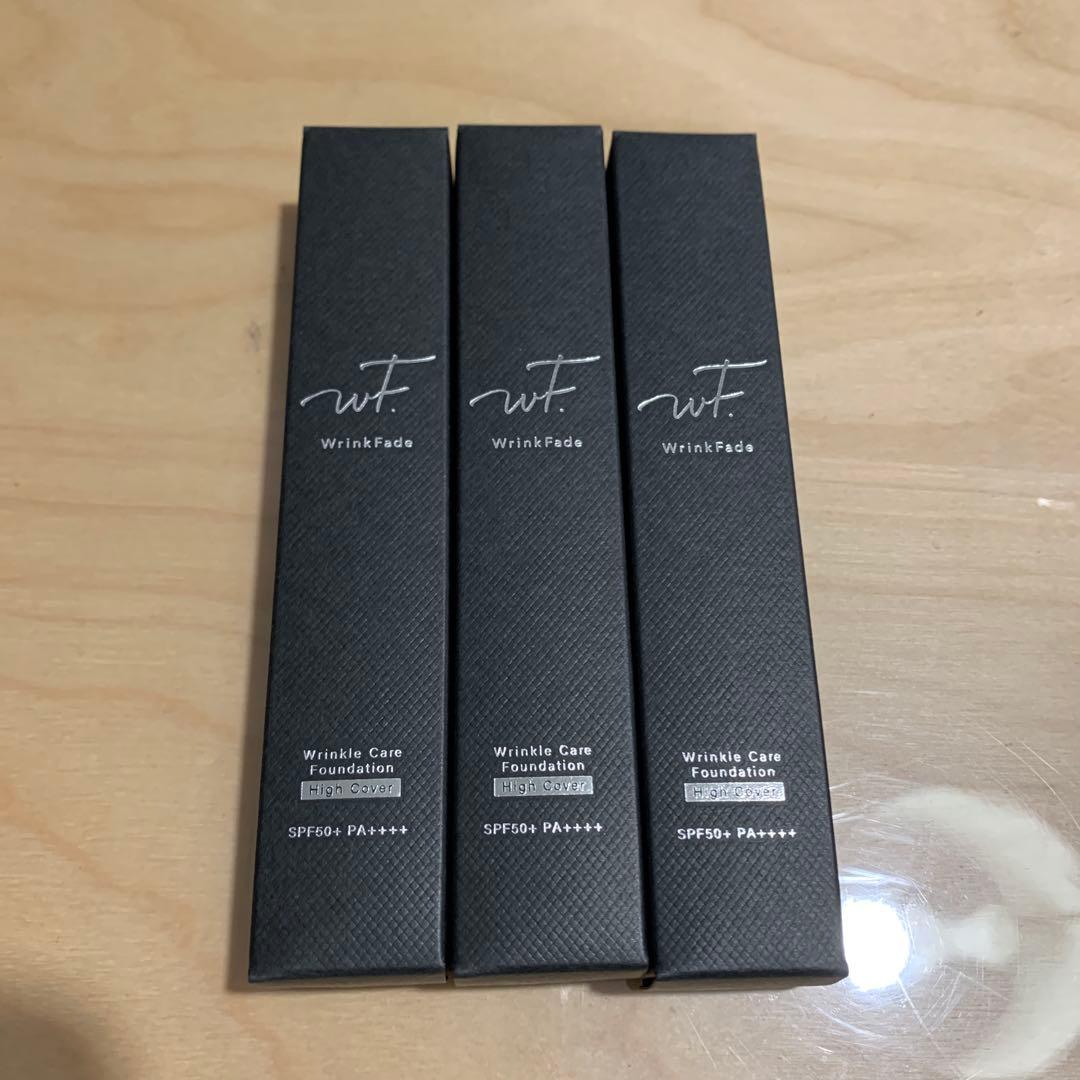 wF.
WrinkFade
Wrinkle Care
Foundation
High Cover
SPF50+ PA++++
wF.
WrinkFade
Wrinkle Care
Foundation
High Cover
SPF50+ PA++++
wF.
WrinkFade
Wrinkle Care
Foundation
High Cover
SPF50+ PA++++